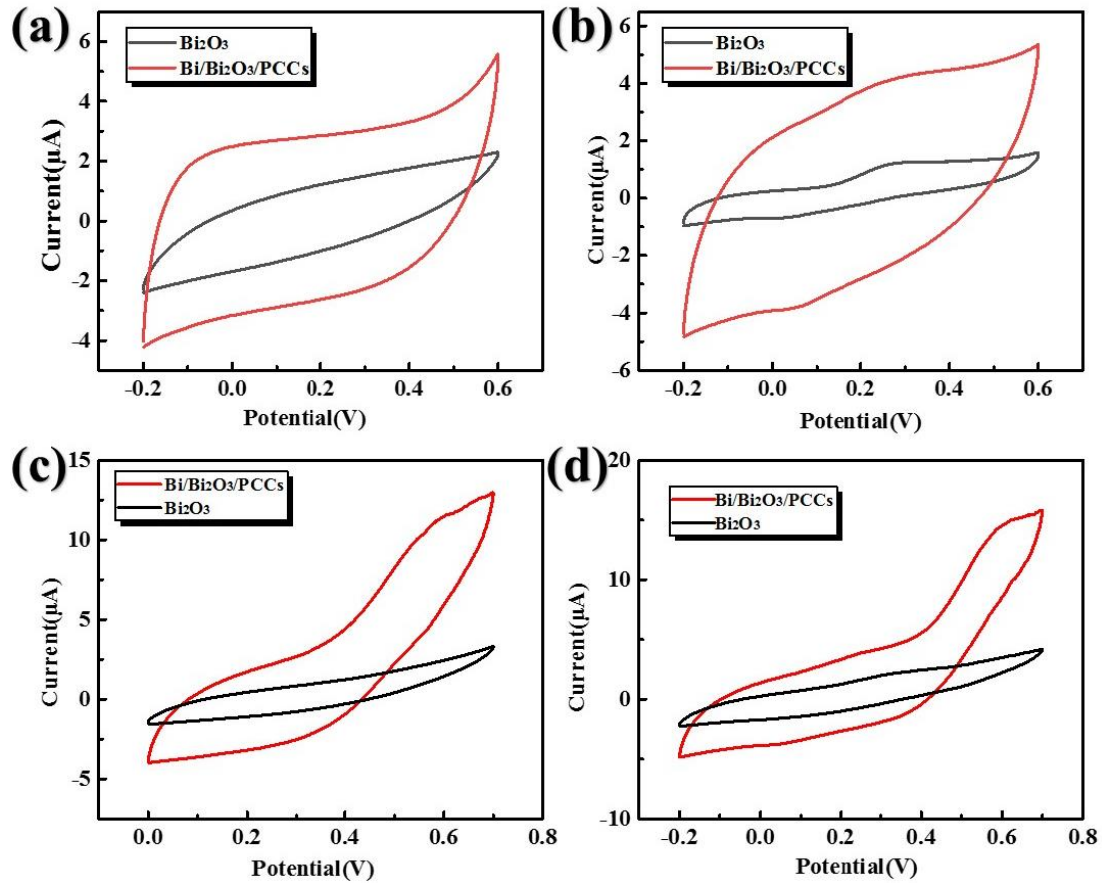 (a)
Bi₂O₃
Bi/Bi₂O₃/PCCs
Current(μA)
6
4
2
0
-2
-4
-0.2 0.0 0.2 0.4 0.6
Potential(V)
(b)
Bi₂O₃
Bi/Bi₂O₃/PCCs
Current(μA)
6
4
2
0
-2
-4
-6
-0.2 0.0 0.2 0.4 0.6
Potential(V)
(c)
Bi/Bi₂O₃/PCCs
Bi₂O₃
Current(μA)
15
10
5
0
-5
0.0 0.2 0.4 0.6 0.8
Potential(V)
(d)
Bi/Bi₂O₃/PCCs
Bi₂O₃
Current(μA)
20
10
0
-10
-0.2 0.0 0.2 0.4 0.6 0.8
Potential(V)